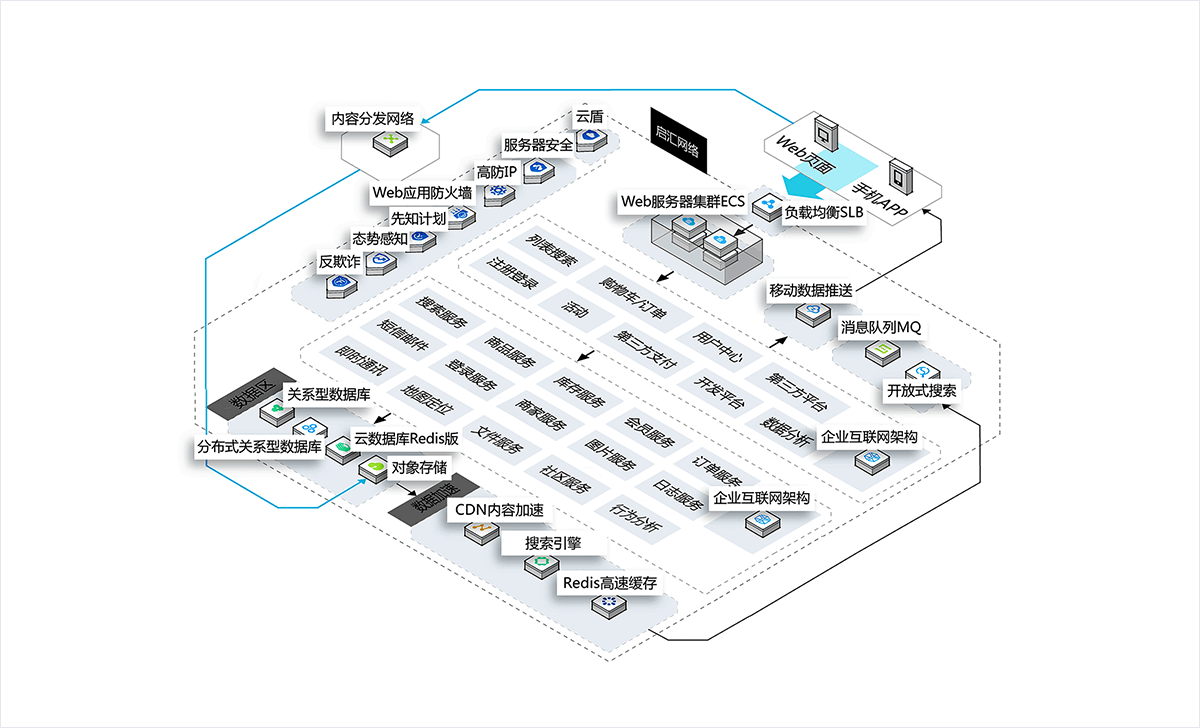 内容分发网络
云盾
服务器安全
高防IP
Web应用防火墙
先知计划
态势感知
反欺诈
启汇网络
Web页面
手机APP
Web服务器集群ECS
负载均衡SLB
移动数据推送
消息队列MQ
开放式搜索
列表搜索
注册登录
购物车/订单
活动
用户中心
第三方支付
第三方平台
开发平台
数据分析
企业互联网架构
搜索服务
短信邮件
即时通讯
商品服务
登录服务
地图定位
库存服务
商家服务
文件服务
会员服务
图片服务
社区服务
订单服务
日志服务
行为分析
企业互联网架构
数据区
关系型数据库
分布式关系型数据库
云数据库Redis版
对象存储
数据加速
CDN内容加速
搜索引擎
Redis高速缓存